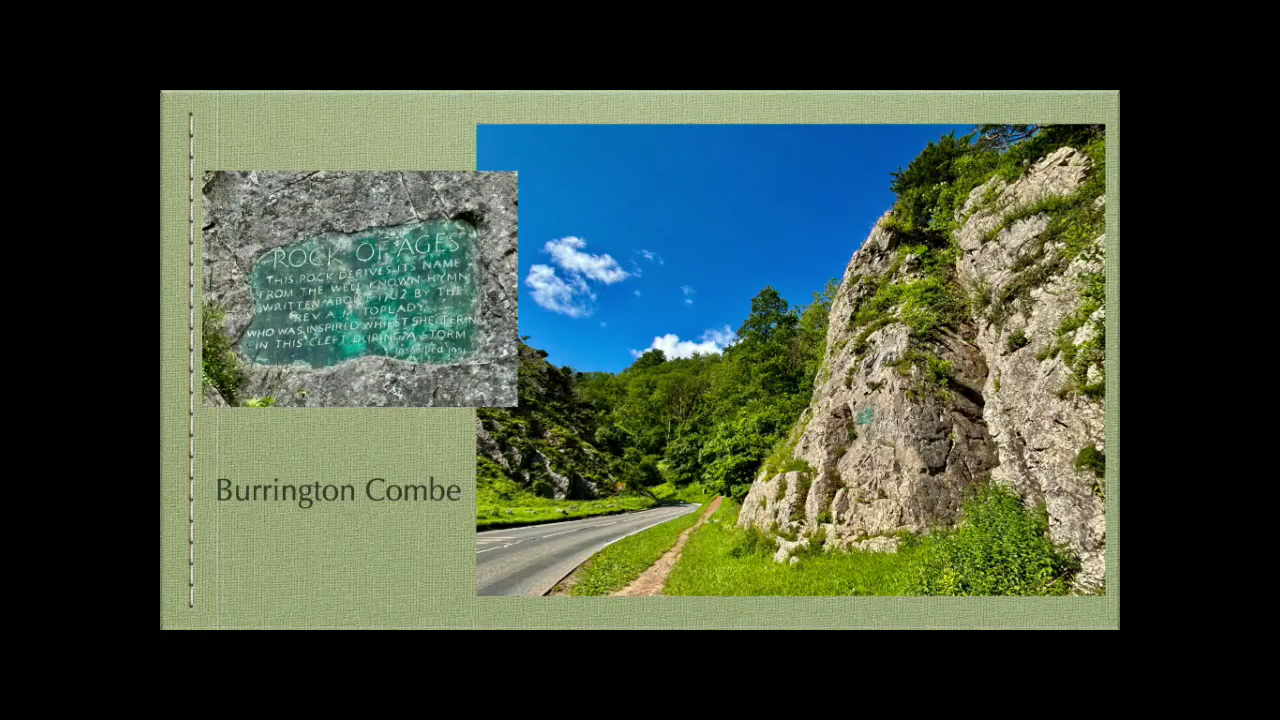 ROCK OF AGES
THIS ROCK DERIVES ITS NAME
FROM THE WELL KNOWN HYMN
WRITTEN ABOUT 1762 BY THE
REV A M TOPLADY
WHO WAS INSPIRED WHILST SHELTERING
IN THIS CLEFT DURING A STORM
Inscribed
Burrington Combe